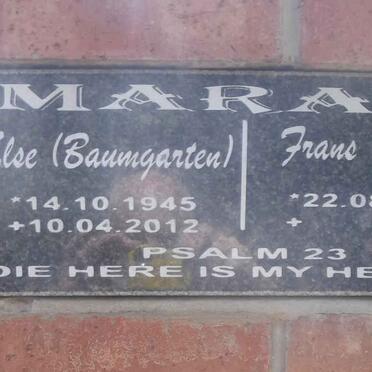 MARA
lse (Baumgarten) Frans
*14.10.1945 *22.08
+10.04.2012 +
PSALM 23
DIE HERE IS MY HE